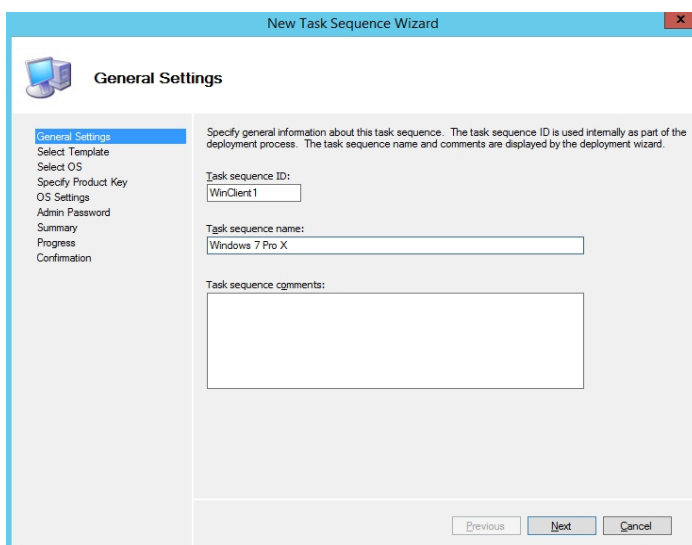 New Task Sequence Wizard
x
General Settings
General Settings
Select Template
Select OS
Specify Product Key
OS Settings
Admin Password
Summary
Progress
Confirmation
Specify general information about this task sequence.  The task sequence ID is used internally as part of the
deployment process.  The task sequence name and comments are displayed by the deployment wizard.
Task sequence ID:
WinClient1
Task sequence name:
Windows 7 Pro X
Task sequence comments:
Previous
Next
Cancel